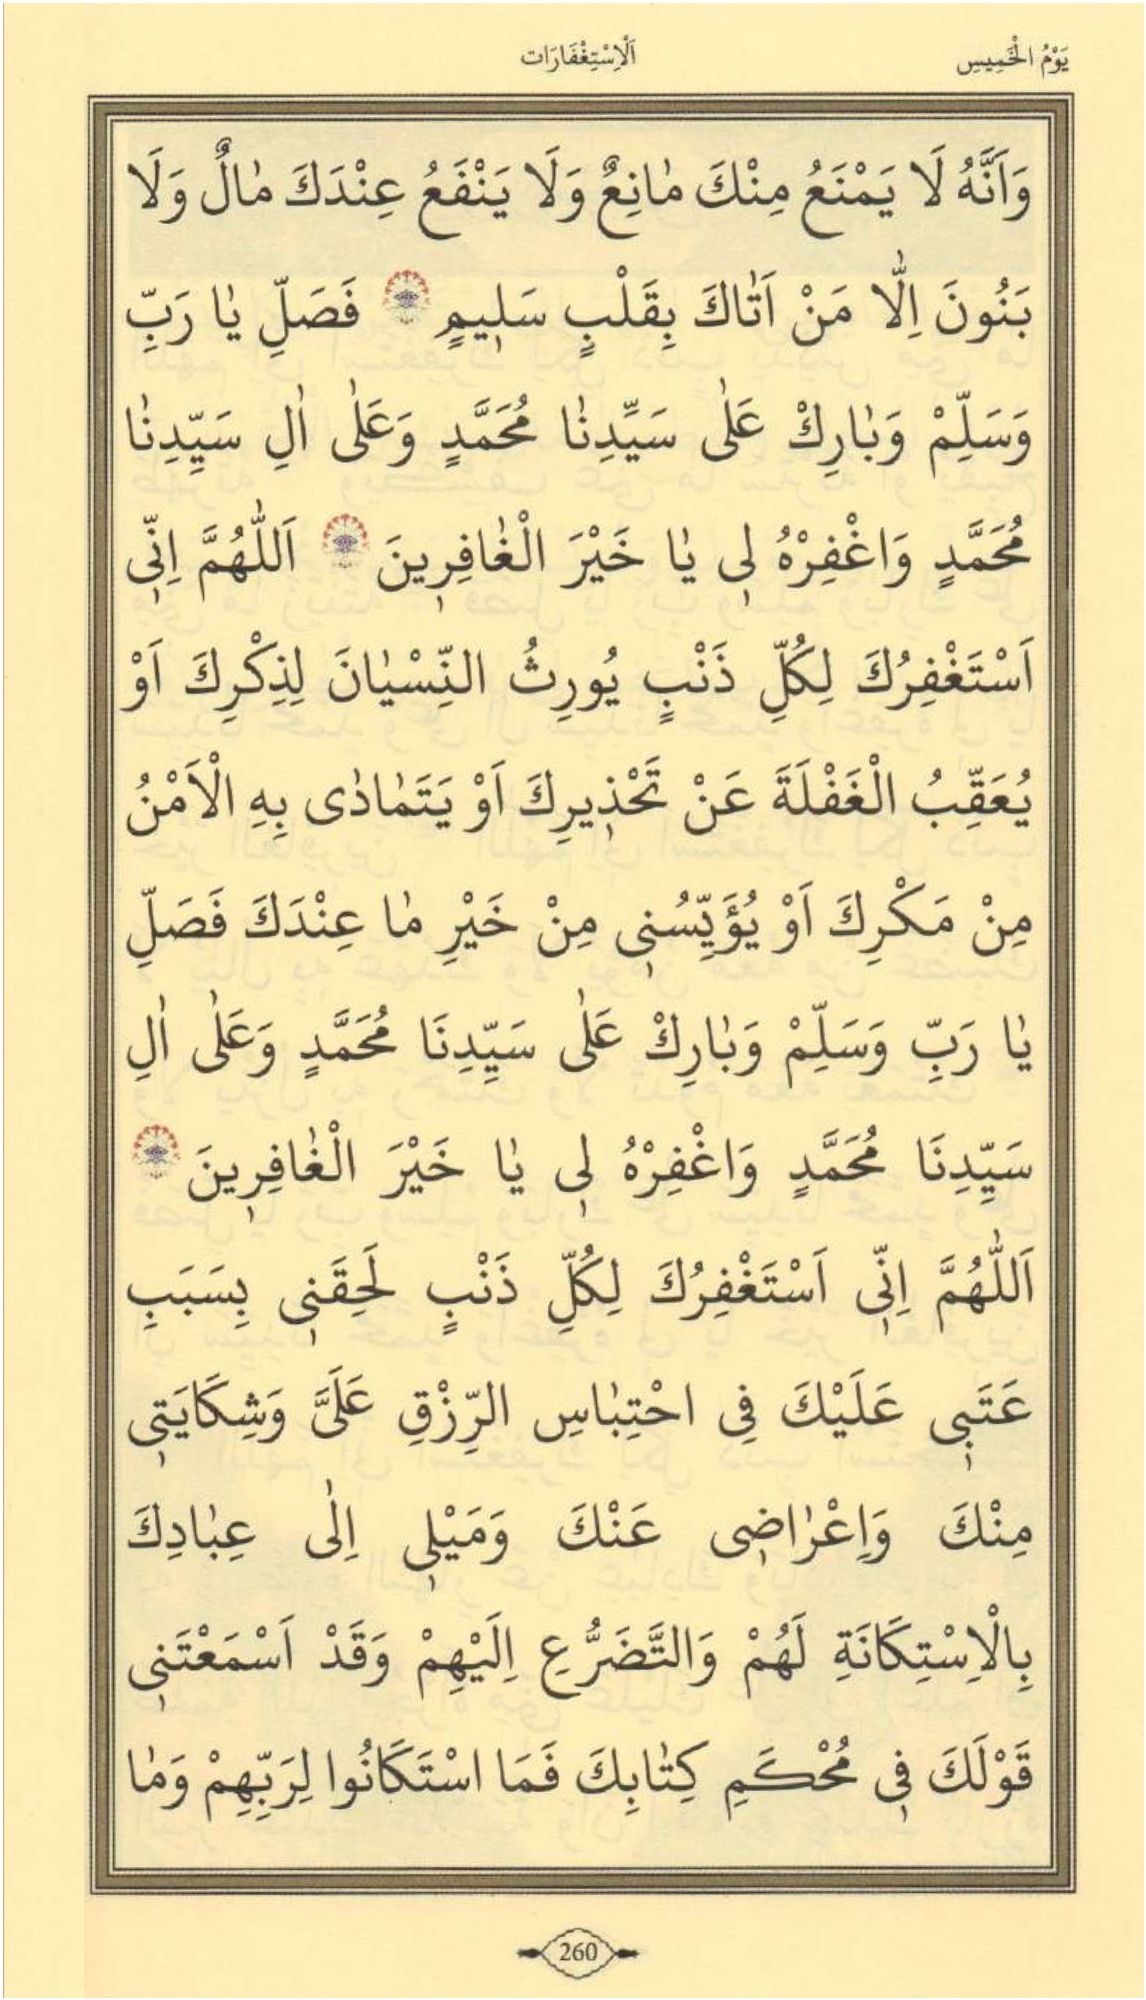 يَوْمُ الْخَمِيسِ
اَلْاِسْتِغْفَارَات
وَاَنَّهُ لَا يَمْنَعُ مِنْكَ مٰانِعٌ وَلَا يَنْفَعُ عِنْدَكَ مٰالٌ وَلَا
بَنُونَ اِلّٰا مَنْ اَتٰاكَ بِقَلْبٍ سَلٖيمٍ فَصَلِّ يٰا رَبِّ
وَسَلِّمْ وَبٰارِكْ عَلٰى سَيِّدِنٰا مُحَمَّدٍ وَعَلٰى اٰلِ سَيِّدِنٰا
مُحَمَّدٍ وَاغْفِرْهُ لٖى يٰا خَيْرَ الْغٰافِرٖينَ اَللّٰهُمَّ اِنّٖى
اَسْتَغْفِرُكَ لِكُلِّ ذَنْبٍ يُورِثُ النِّسْيٰانَ لِذِكْرِكَ اَوْ
يُعَقِّبُ الْغَفْلَةَ عَنْ تَحْذٖيرِكَ اَوْ يَتَمٰادٰى بِهِ الْاَمْنُ
مِنْ مَكْرِكَ اَوْ يُؤَيِّسُنٖى مِنْ خَيْرِ مٰا عِنْدَكَ فَصَلِّ
يٰا رَبِّ وَسَلِّمْ وَبٰارِكْ عَلٰى سَيِّدِنَا مُحَمَّدٍ وَعَلٰى اٰلِ
سَيِّدِنَا مُحَمَّدٍ وَاغْفِرْهُ لٖى يٰا خَيْرَ الْغٰافِرٖينَ
اَللّٰهُمَّ اِنّٖى اَسْتَغْفِرُكَ لِكُلِّ ذَنْبٍ لَحِقَنٖى بِسَبَبِ
عَتَبٖى عَلَيْكَ فِى احْتِبٰاسِ الرِّزْقِ عَلَىَّ وَشِكَايَتٖى
مِنْكَ وَاِعْرٰاضٖى عَنْكَ وَمَيْلٖى اِلٰى عِبٰادِكَ
بِالْاِسْتِكَانَةِ لَهُمْ وَالتَّضَرُّعِ اِلَيْهِمْ وَقَدْ اَسْمَعْتَنٖى
قَوْلَكَ فٖى مُحْكَمِ كِتٰابِكَ فَمَا اسْتَكَانُوا لِرَبِّهِمْ وَمٰا
260